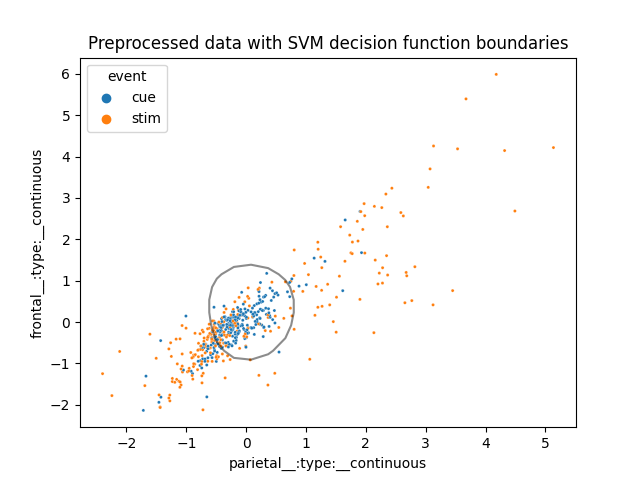 Preprocessed data with SVM decision function boundaries
event
cue
stim
6
5
4
3
2
1
0
−1
−2
frontal__:type:__continuous
−2 −1 0 1 2 3 4 5
parietal__:type:__continuous